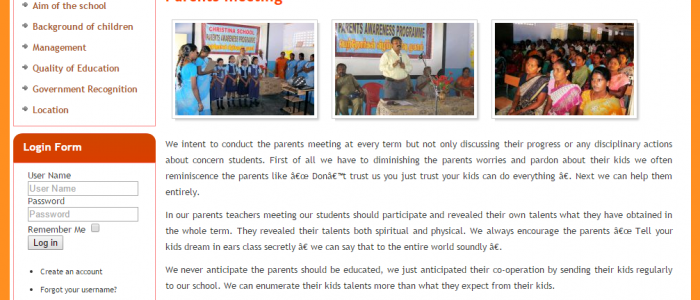 Parents Meeting
Aim of the school
Background of children
Management
Quality of Education
Government Recognition
Location
CHRISTINA SCHOOL
PARENTS AWARENESS PROGRAMME
PARENTS AWARENESS PROGRAMME
Login Form
User Name
User Name
Password
Password
Remember Me
Log in
Create an account
Forgot your username?
We intent to conduct the parents meeting at every term but not only discussing their progress or any disciplinary actions
about concern students. First of all we have to diminishing the parents worries and pardon about their kids we often
reminiscence the parents like â€œ Donâ€™t trust us you just trust your kids can do everything â€. Next we can help them
entirely.
In our parents teachers meeting our students should participate and revealed their own talents what they have obtained in
the whole term. They revealed their talents both spiritual and physical. We always encourage the parents â€œ Tell your
kids dream in ears class secretly â€ we can say that to the entire world soundly â€.
We never anticipate the parents should be educated, we just anticipated their co-operation by sending their kids regularly
to our school. We can enumerate their kids talents more than what they expect from their kids.